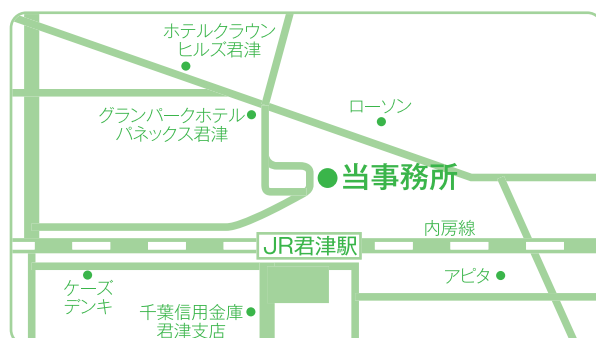 ホテルクラウン
ヒルズ君津
グランパークホテル
パネックス君津
ローソン
当事務所
内房線
JR君津駅
アピタ
ケーズ
デンキ
千葉信用金庫
君津支店